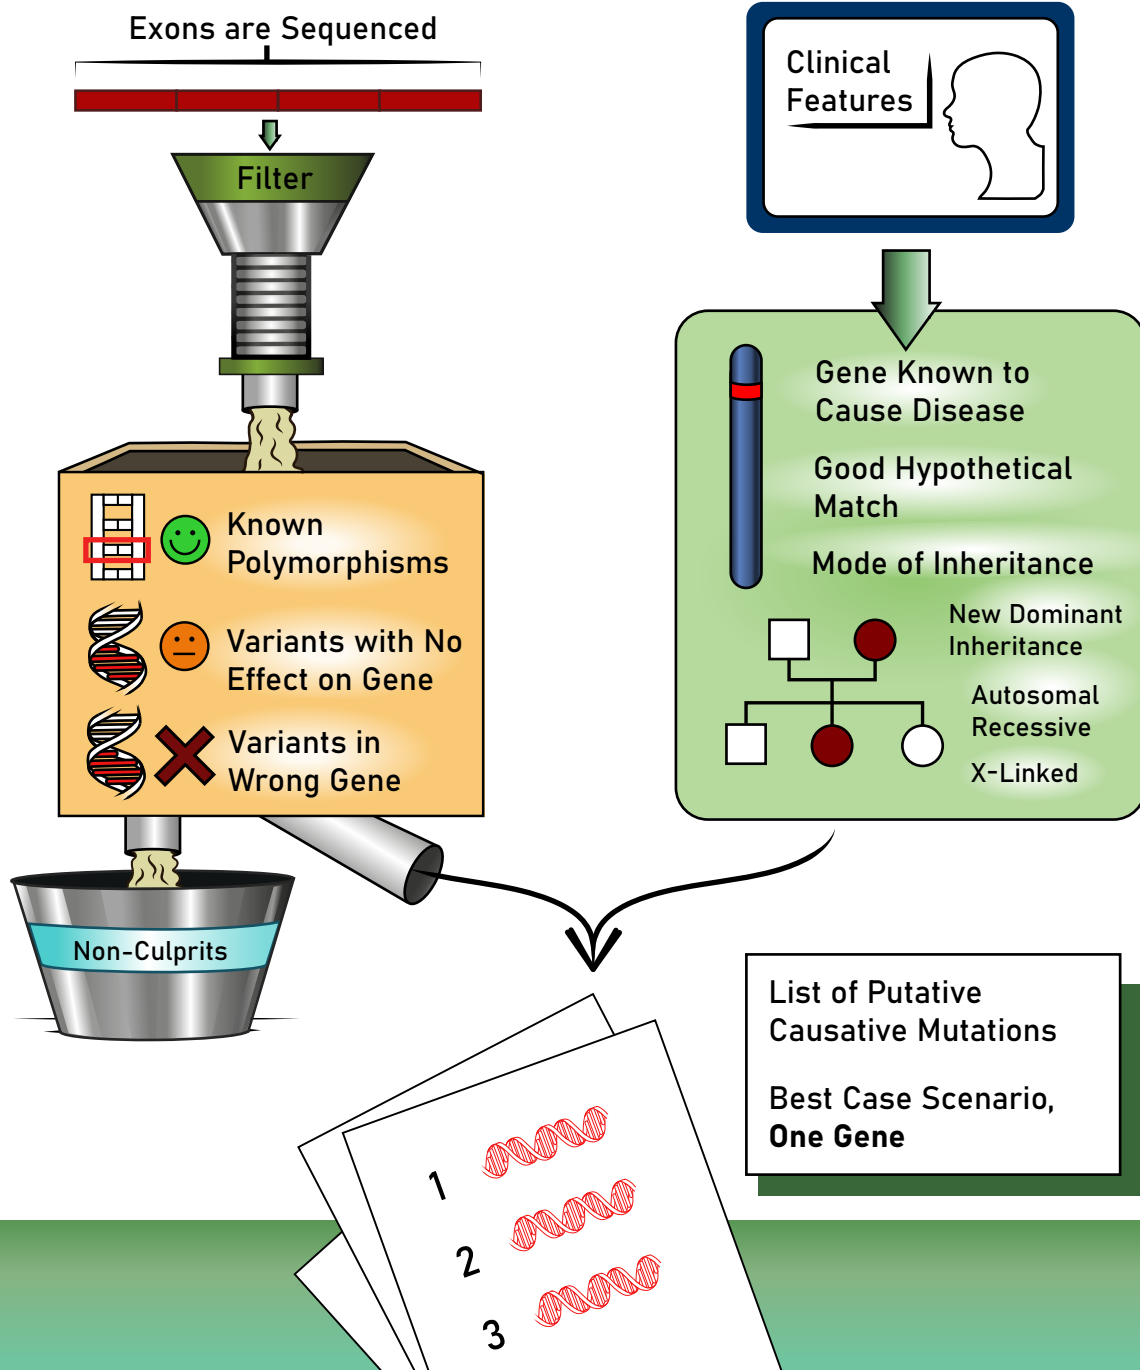 Exons are Sequenced
Filter
Known
Polymorphisms
Variants with No
Effect on Gene
Variants in
Wrong Gene
Non-Culprits
Clinical
Features
Gene Known to
Cause Disease
Good Hypothetical
Match
Mode of Inheritance
New Dominant
Inheritance
Autosomal
Recessive
X-Linked
List of Putative
Causative Mutations
Best Case Scenario,
One Gene
1
2
3